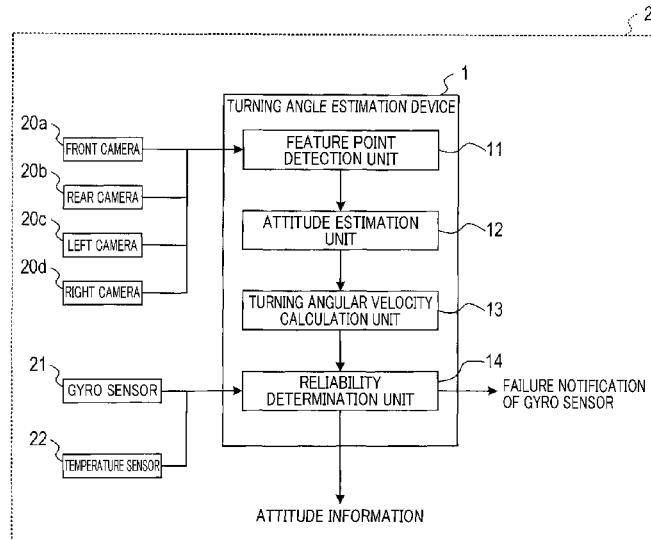 2
1
TURNING ANGLE ESTIMATION DEVICE
20a
FRONT CAMERA
20b
REAR CAMERA
20c
LEFT CAMERA
20d
RIGHT CAMERA
FEATURE POINT
DETECTION UNIT
11
ATTITUDE ESTIMATION
UNIT
12
TURNING ANGULAR VELOCITY
CALCULATION UNIT
13
21
GYRO SENSOR
22
TEMPERATURE SENSOR
RELIABILITY
DETERMINATION UNIT
14
FAILURE NOTIFICATION
OF GYRO SENSOR
ATTITUDE INFORMATION